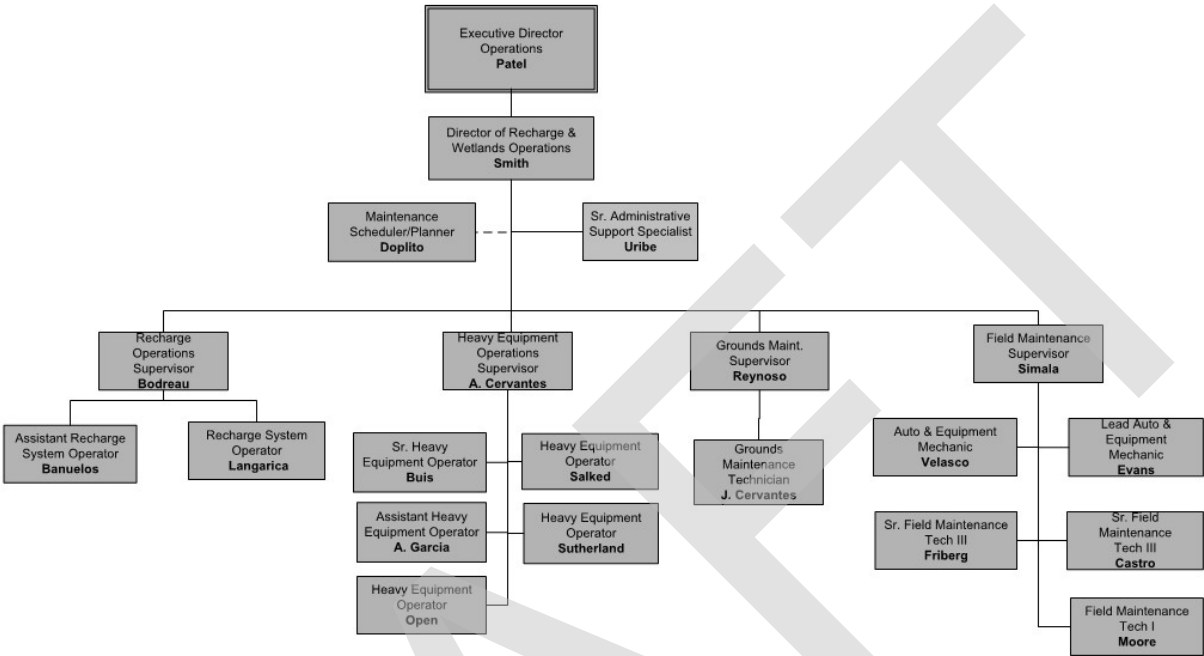 Executive Director
Operations
Patel
Director of Recharge &
Wetlands Operations
Smith
Maintenance
Scheduler/Planner
Doplito
Sr. Administrative
Support Specialist
Uribe
Recharge
Operations
Supervisor
Bodreau
Heavy Equipment
Operations
Supervisor
A. Cervantes
Grounds Maint.
Supervisor
Reynoso
Field Maintenance
Supervisor
Simala
Assistant Recharge
System Operator
Banuelos
Recharge System
Operator
Langarica
Sr. Heavy
Equipment Operator
Buis
Heavy Equipment
Operator
Salked
Assistant Heavy
Equipment Operator
A. Garcia
Heavy Equipment
Operator
Sutherland
Heavy Equipment
Operator
Open
Grounds
Maintenance
Technician
J. Cervantes
Auto & Equipment
Mechanic
Velasco
Lead Auto &
Equipment
Mechanic
Evans
Sr. Field Maintenance
Tech III
Friberg
Sr. Field
Maintenance
Tech III
Castro
Field Maintenance
Tech I
Moore